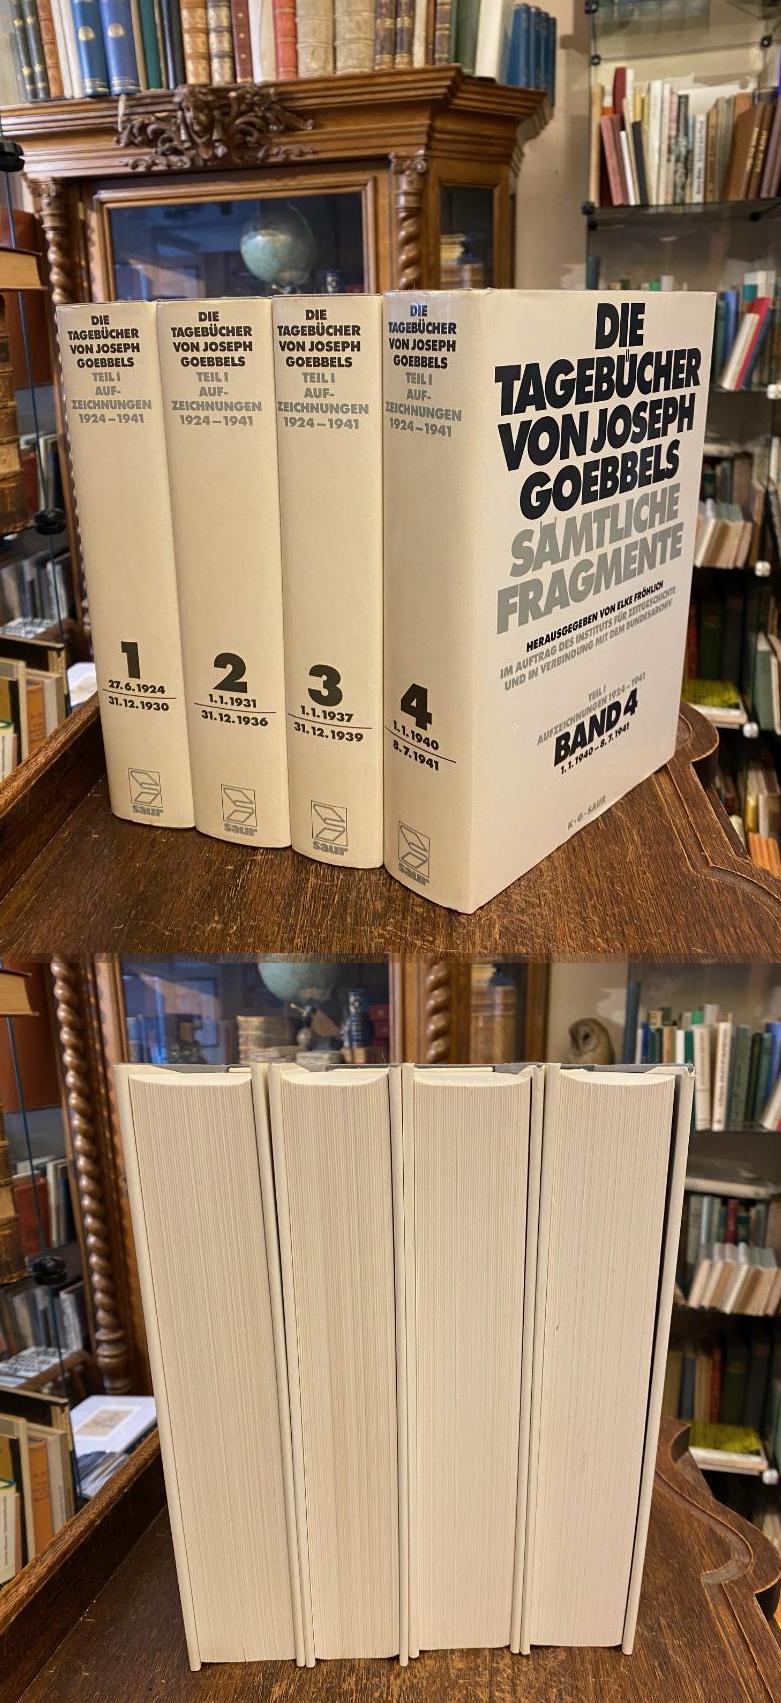 DIE
TAGEBÜCHER
VON JOSEPH
GOEBBELS
TEIL I
AUF-
ZEICHNUNGEN
1924–1941
1
27.6.1924
31.12.1930
saur
DIE
TAGEBÜCHER
VON JOSEPH
GOEBBELS
TEIL I
AUF-
ZEICHNUNGEN
1924–1941
2
1.1.1931
31.12.1936
saur
DIE
TAGEBÜCHER
VON JOSEPH
GOEBBELS
TEIL I
AUF-
ZEICHNUNGEN
1924–1941
3
1.1.1937
31.12.1939
saur
DIE
TAGEBÜCHER
VON JOSEPH
GOEBBELS
TEIL I
AUF-
ZEICHNUNGEN
1924–1941
4
1.1.1940
8.7.1941
saur
DIE
TAGEBÜCHER
VON JOSEPH
GOEBBELS
SÄMTLICHE
FRAGMENTE
HERAUSGEGEBEN VON ELKE FRÖHLICH
IM AUFTRAG DES INSTITUTS FÜR ZEITGESCHICHTE
UND IN VERBINDUNG MIT DEM BUNDESARCHIV
TEIL I
AUFZEICHNUNGEN 1924–1941
BAND 4
1.1.1940–8.7.1941
K·G·SAUR